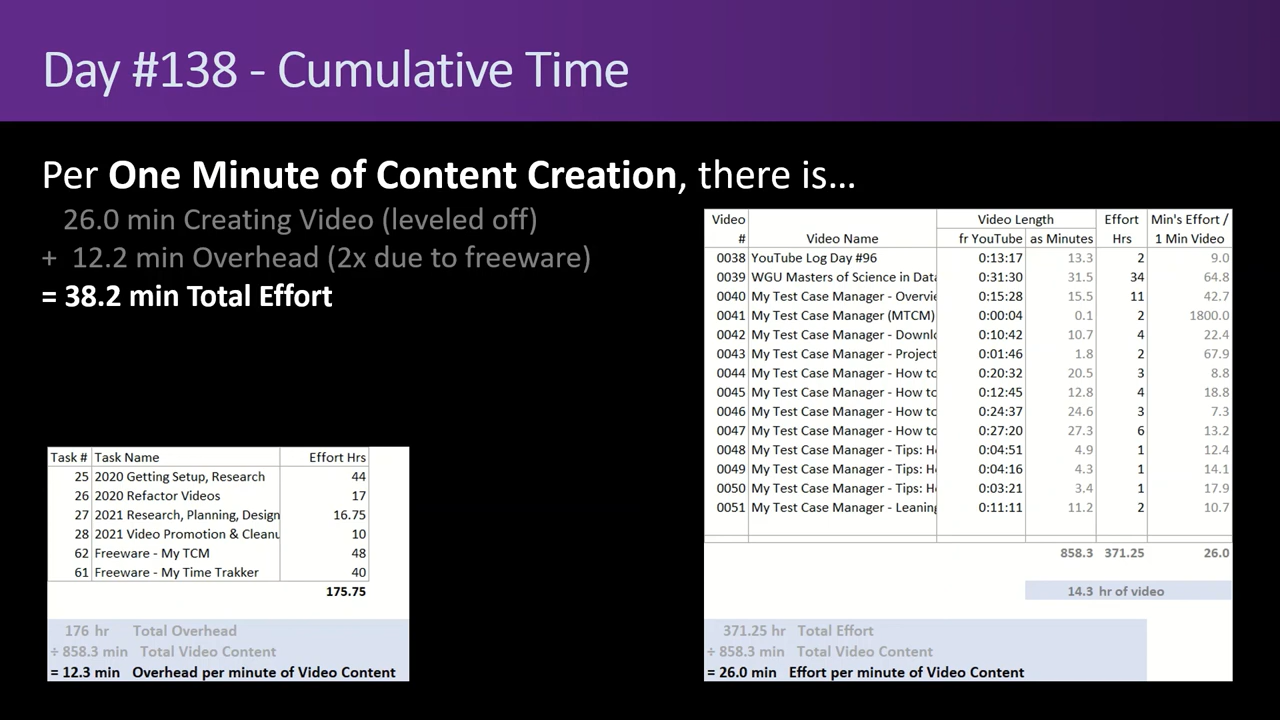 Day #138 - Cumulative Time
Per One Minute of Content Creation, there is...
26.0 min Creating Video (leveled off)
+ 12.2 min Overhead (2x due to freeware)
= 38.2 min Total Effort
Task # Task Name Effort Hrs
25 2020 Getting Setup, Research 44
26 2020 Refactor Videos 17
27 2021 Research, Planning, Design 16.75
28 2021 Video Promotion & Cleanu 10
62 Freeware - My TCM 48
61 Freeware - My Time Trakker 40
175.75
176 hr Total Overhead
÷ 858.3 min Total Video Content
= 12.3 min Overhead per minute of Video Content
Video Video Length Effort Min's Effort /
# Video Name fr YouTube as Minutes Hrs 1 Min Video
0038 YouTube Log Day #96 0:13:17 13.3 2 9.0
0039 WGU Masters of Science in Data 0:31:30 31.5 34 64.8
0040 My Test Case Manager - Overvie 0:15:28 15.5 11 42.7
0041 My Test Case Manager (MTCM) 0:00:04 0.1 2 1800.0
0042 My Test Case Manager - Downlo 0:10:42 10.7 4 22.4
0043 My Test Case Manager - Project 0:01:46 1.8 2 67.9
0044 My Test Case Manager - How to 0:20:32 20.5 3 8.8
0045 My Test Case Manager - How to 0:12:45 12.8 4 18.8
0046 My Test Case Manager - How to 0:24:37 24.6 3 7.3
0047 My Test Case Manager - How to 0:27:20 27.3 6 13.2
0048 My Test Case Manager - Tips: Ho 0:04:51 4.9 1 12.4
0049 My Test Case Manager - Tips: Ho 0:04:16 4.3 1 14.1
0050 My Test Case Manager - Tips: Ho 0:03:21 3.4 1 17.9
0051 My Test Case Manager - Leaning 0:11:11 11.2 2 10.7
858.3 371.25 26.0
14.3 hr of video
371.25 hr Total Effort
÷ 858.3 min Total Video Content
= 26.0 min Effort per minute of Video Content